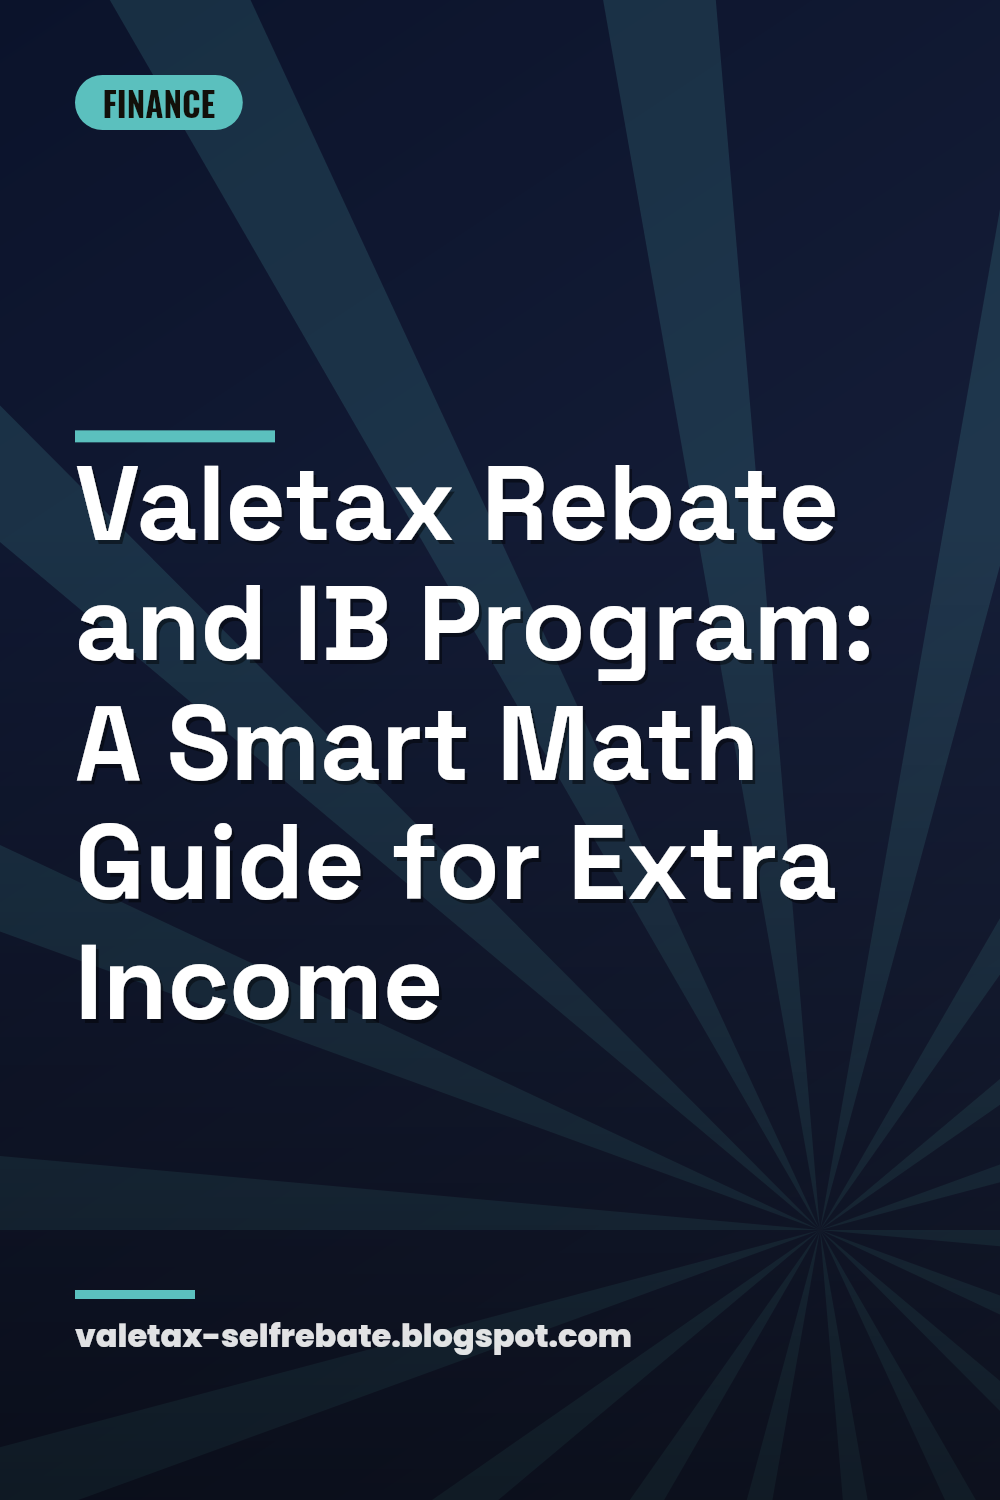 FINANCE
Valetax Rebate
and IB Program:
A Smart Math
Guide for Extra
Income
valetax-selfrebate.blogspot.com